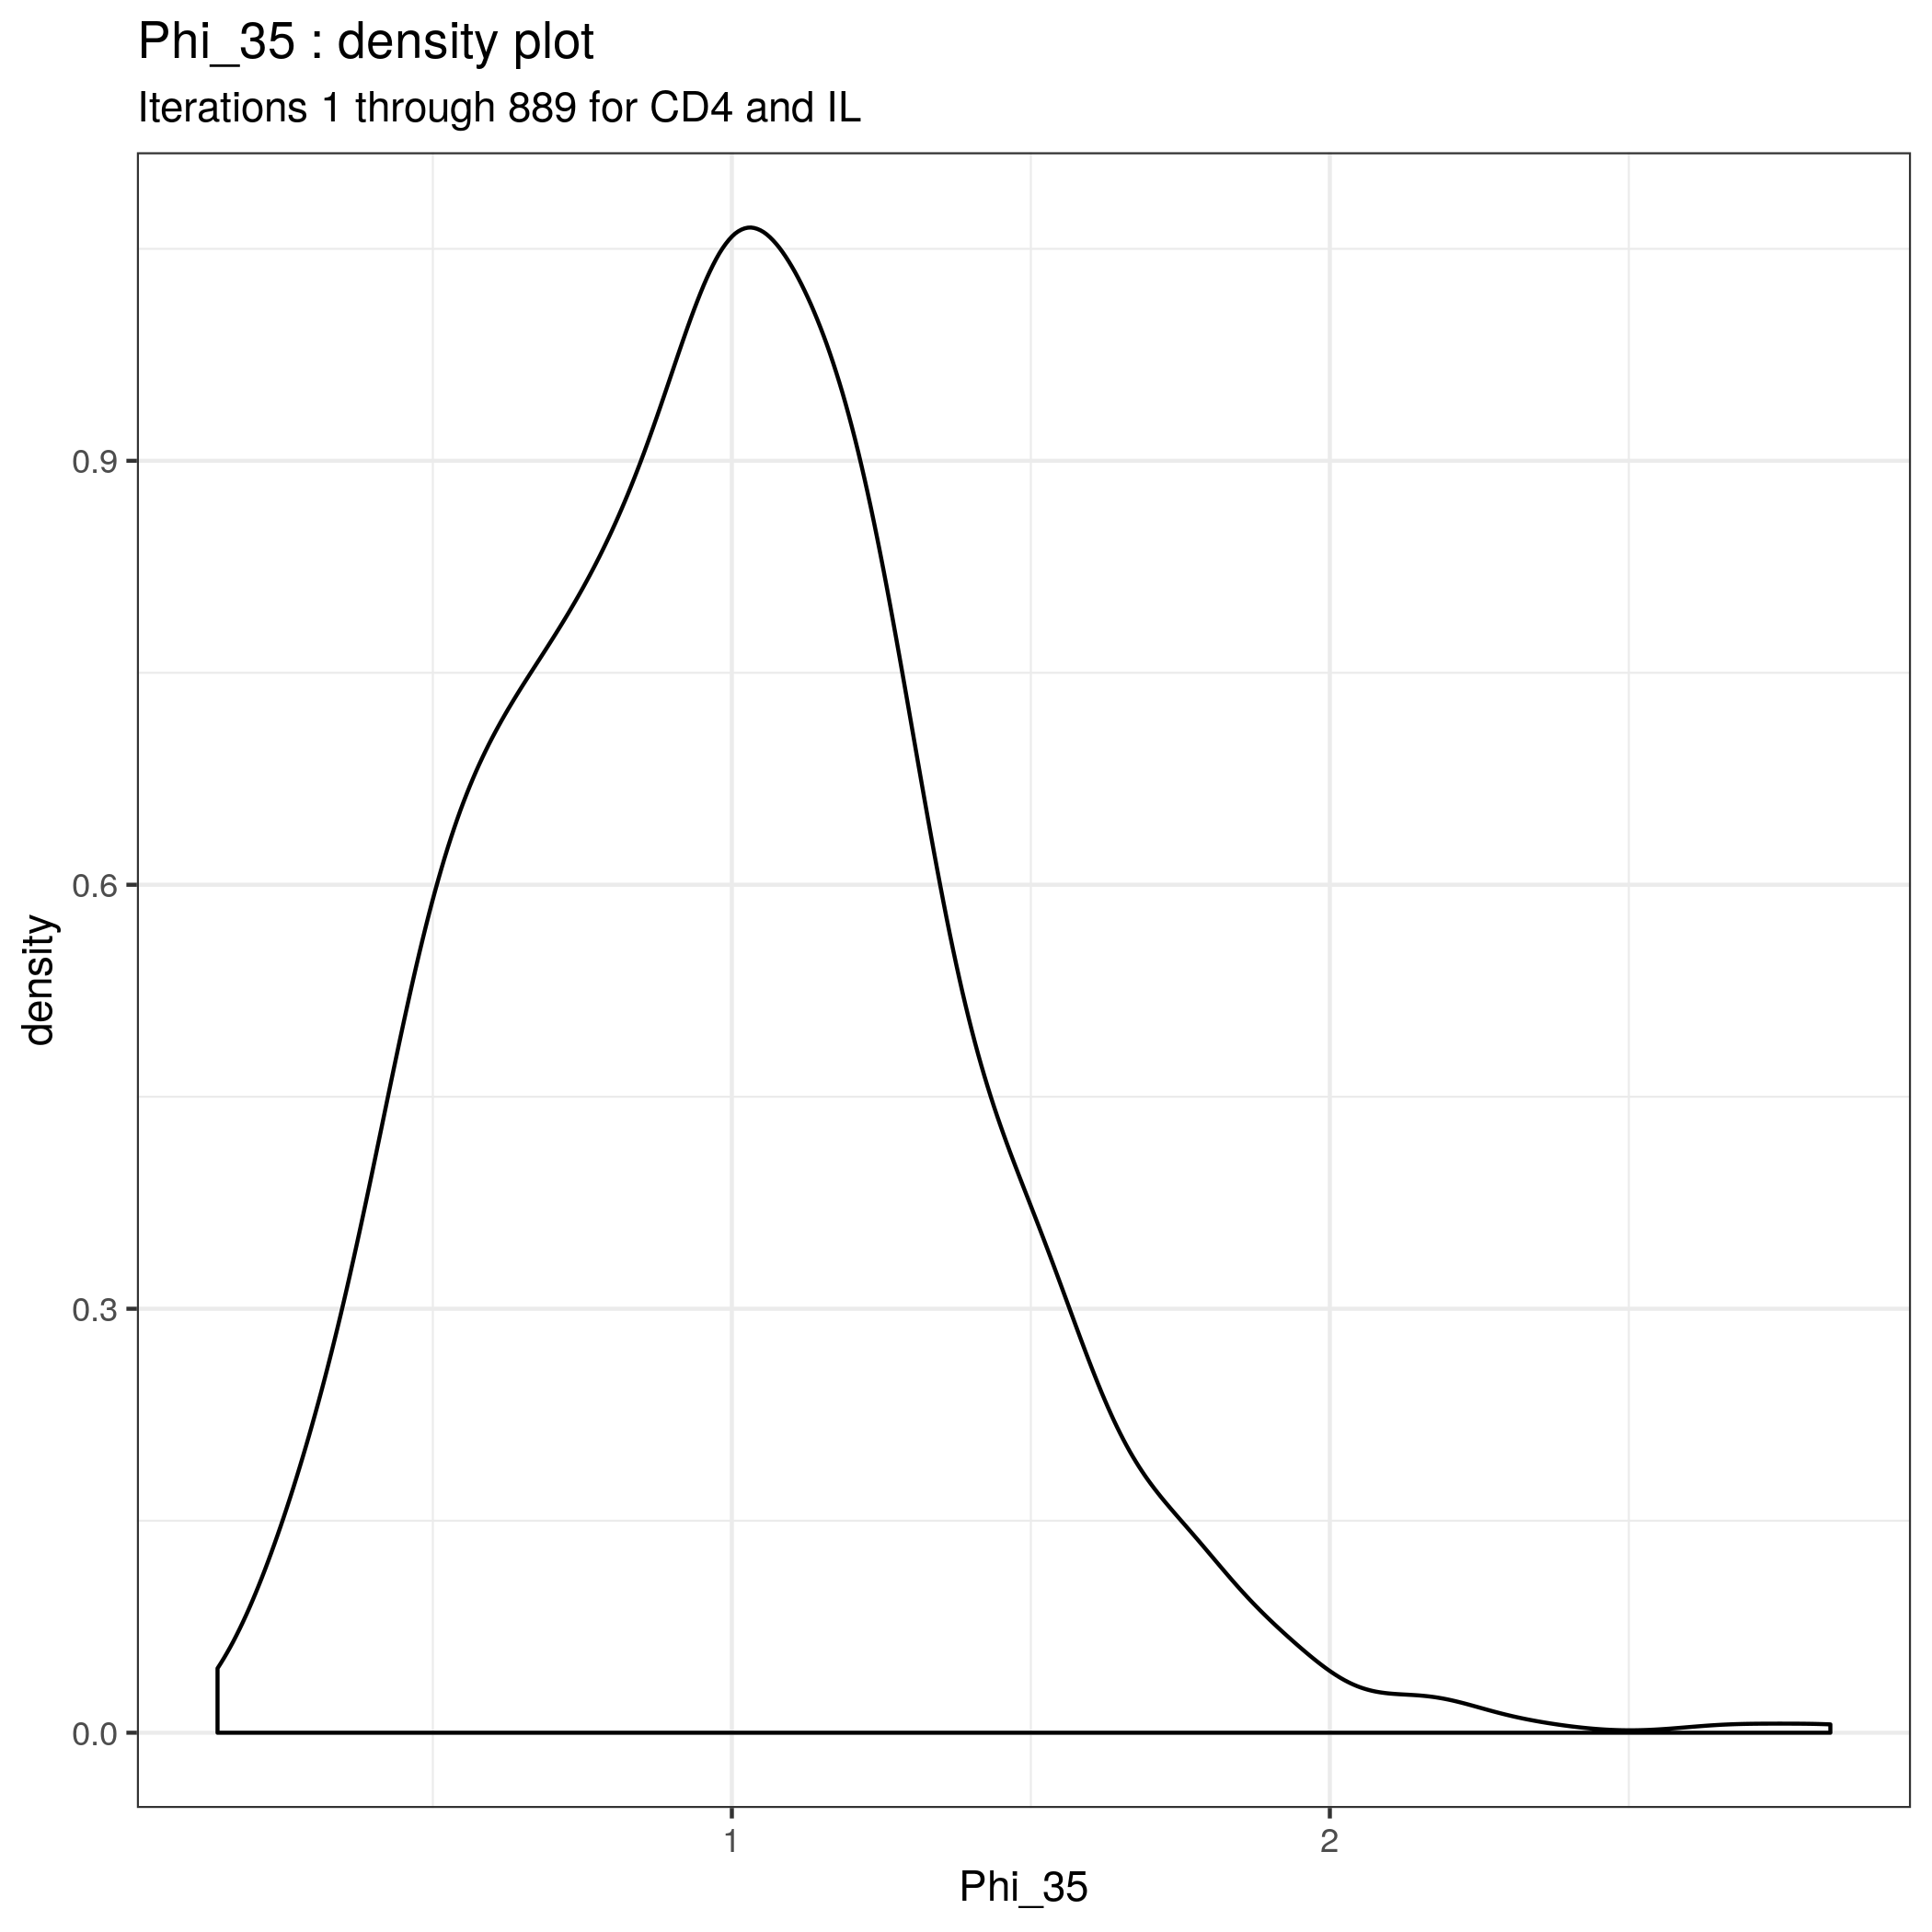 Phi_35 : density plot
Iterations 1 through 889 for CD4 and IL
density
0.9
0.6
0.3
0.0
1
2
Phi_35